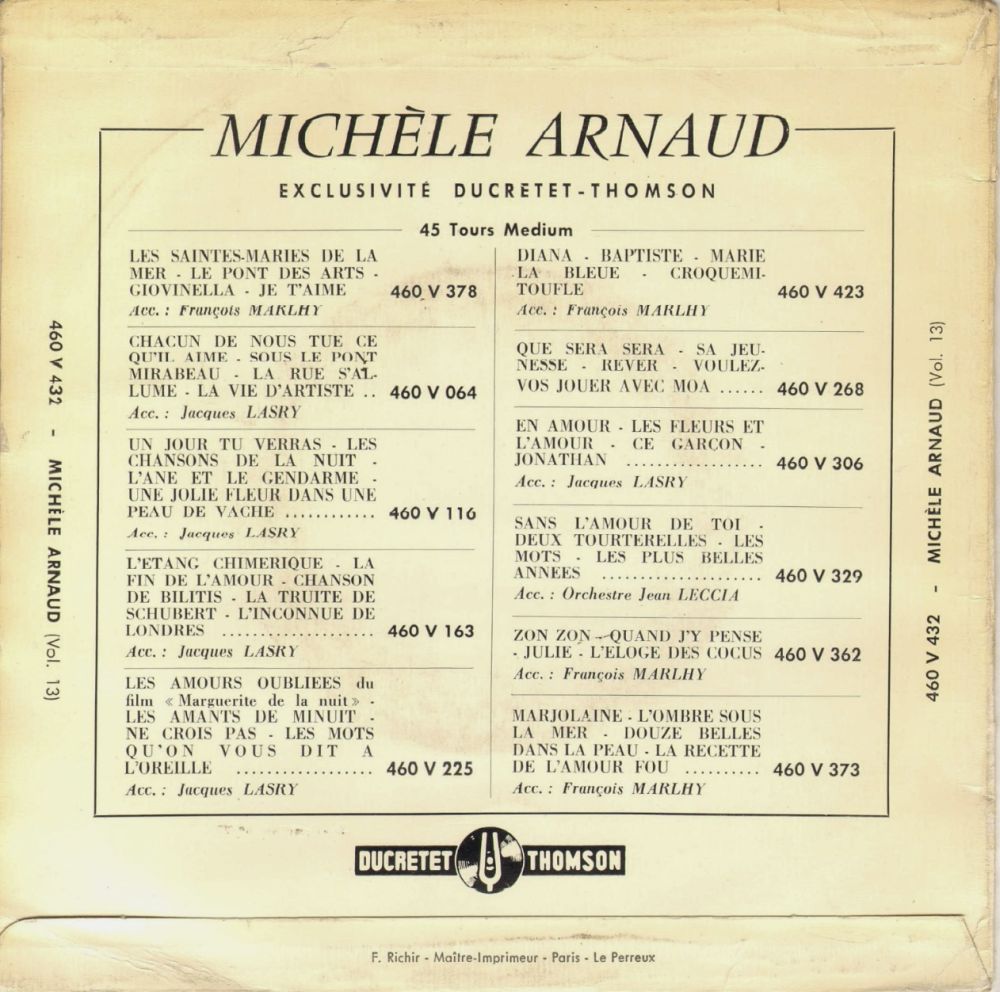 MICHÈLE ARNAUD
EXCLUSIVITÉ DUCRETET-THOMSON
45 Tours Medium
LES SAINTES-MARIES DE LA
MER - LE PONT DES ARTS -
GIOVINELLA - JE T'AIME 460 V 378
Acc. : François MARLHY
CHACUN DE NOUS TUE CE
QU'IL AIME - SOUS LE PONT
MIRABEAU - LA RUE S'AL-
LUME - LA VIE D'ARTISTE .. 460 V 064
Acc. : Jacques LASRY
UN JOUR TU VERRAS - LES
CHANSONS DE LA NUIT -
L'ANE ET LE GENDARME -
UNE JOLIE FLEUR DANS UNE
PEAU DE VACHE ............ 460 V 116
Acc. : Jacques LASRY
L'ETANG CHIMERIQUE - LA
FIN DE L'AMOUR - CHANSON
DE BILITIS - LA TRUITE DE
SCHUBERT - L'INCONNUE DE
LONDRES .................. 460 V 163
Acc. : Jacques LASRY
LES AMOURS OUBLIEES du
film « Marguerite de la nuit » -
LES AMANTS DE MINUIT -
NE CROIS PAS - LES MOTS
QU'ON VOUS DIT A
L'OREILLE ................ 460 V 225
Acc. : Jacques LASRY
DIANA - BAPTISTE - MARIE
LA BLEUE - CROQUEMI-
TOUFLE 460 V 423
Acc. : François MARLHY
QUE SERA SERA - SA JEU-
NESSE - REVER - VOULEZ-
VOS JOUER AVEC MOA ...... 460 V 268
EN AMOUR - LES FLEURS ET
L'AMOUR - CE GARÇON -
JONATHAN ................ 460 V 306
Acc. : Jacques LASRY
SANS L'AMOUR DE TOI -
DEUX TOURTERELLES - LES
MOTS - LES PLUS BELLES
ANNEES .................... 460 V 329
Acc. : Orchestre Jean LECCIA
ZON ZON - QUAND J'Y PENSE
- JULIE - L'ELOGE DES COCUS 460 V 362
Acc. : François MARLHY
MARJOLAINE - L'OMBRE SOUS
LA MER - DOUZE BELLES
DANS LA PEAU - LA RECETTE
DE L'AMOUR FOU .......... 460 V 373
Acc. : François MARLHY
460 V 432 - MICHÈLE ARNAUD (Vol. 13)
460 V 432 - MICHÈLE ARNAUD (Vol. 13)
DUCRETET THOMSON
F. Richir - Maître-Imprimeur - Paris - Le Perreux